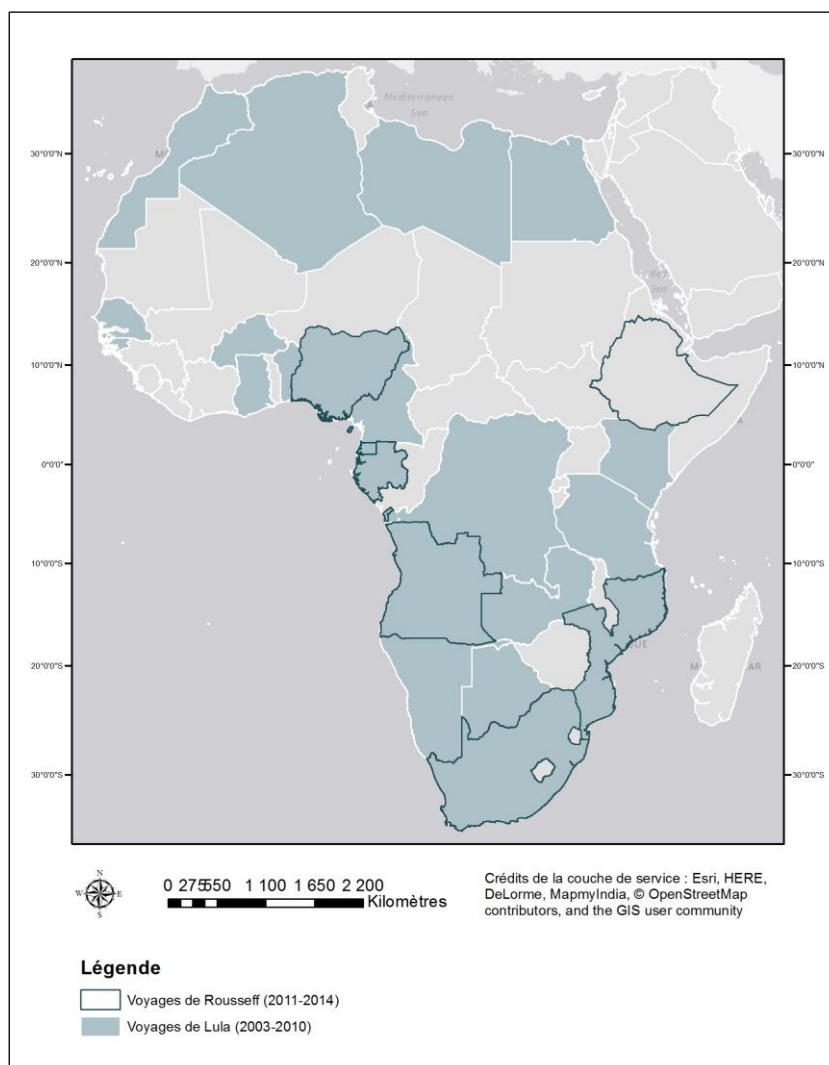 Mediterranean
Sea
30°0'0"N
30°0'0"N
20°0'0"N
20°0'0"N
Red
Sea
10°0'0"N
10°0'0"N
0°0'0"
0°0'0"
10°0'0"S
10°0'0"S
20°0'0"S
20°0'0"S
30°0'0"S
30°0'0"S
N
W
E
S
0 275550 1 100 1 650 2 200
Kilomètres
Crédits de la couche de service : Esri, HERE,
DeLorme, MapmyIndia, © OpenStreetMap
contributors, and the GIS user community
Légende
Voyages de Rousseff (2011-2014)
Voyages de Lula (2003-2010)